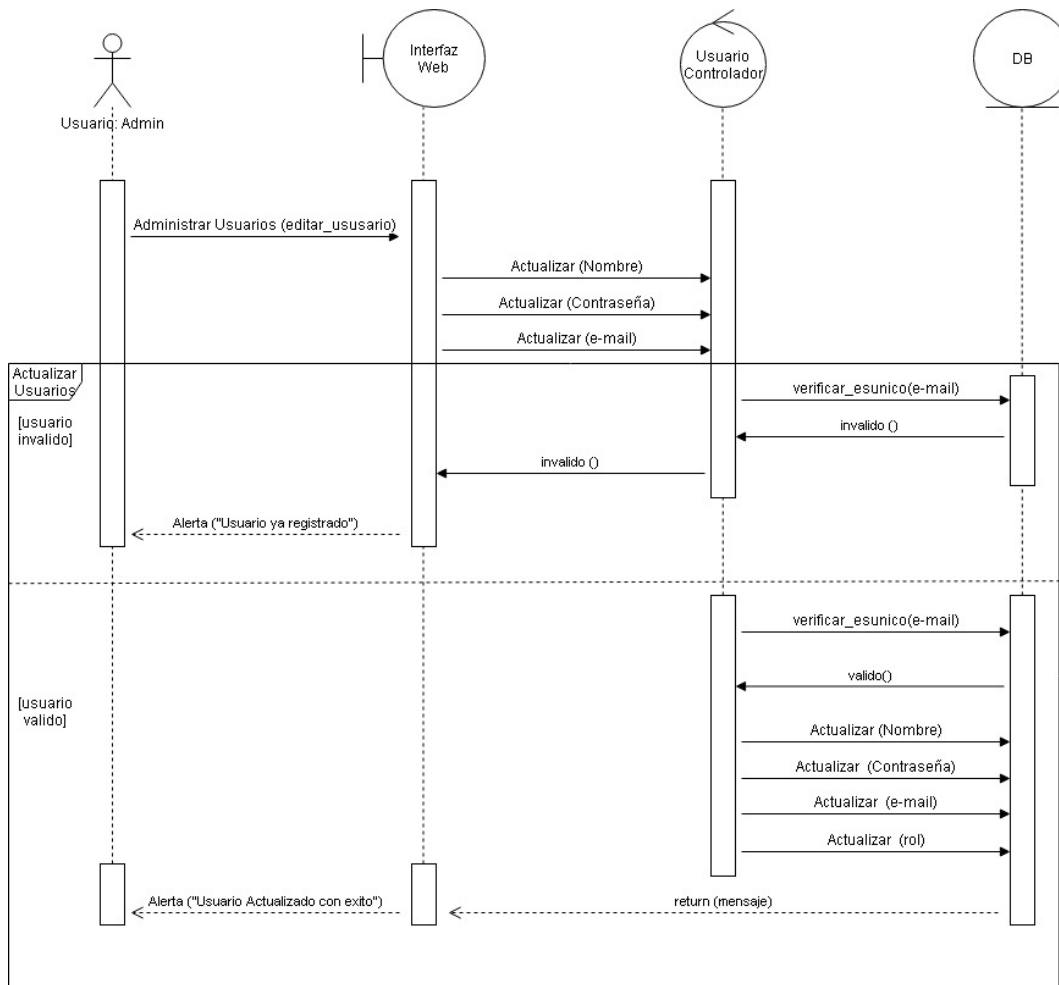 Interfaz
Web
Usuario
Controlador
DB
Usuario: Admin
Administrar Usuarios (editar_ususario)
Actualizar (Nombre)
Actualizar (Contraseña)
Actualizar (e-mail)
Actualizar
Usuarios
[usuario
invalido]
verificar_esunico(e-mail)
invalido ()
invalido ()
Alerta ("Usuario ya registrado")
[usuario
valido]
verificar_esunico(e-mail)
valido()
Actualizar (Nombre)
Actualizar (Contraseña)
Actualizar (e-mail)
Actualizar (rol)
Alerta ("Usuario Actualizado con exito")
return (mensaje)